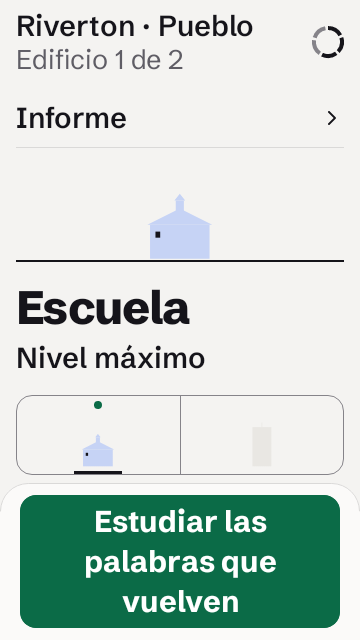 Riverton · Pueblo
Edificio 1 de 2
Informe
Escuela
Nivel máximo
Estudiar las
palabras que
vuelven